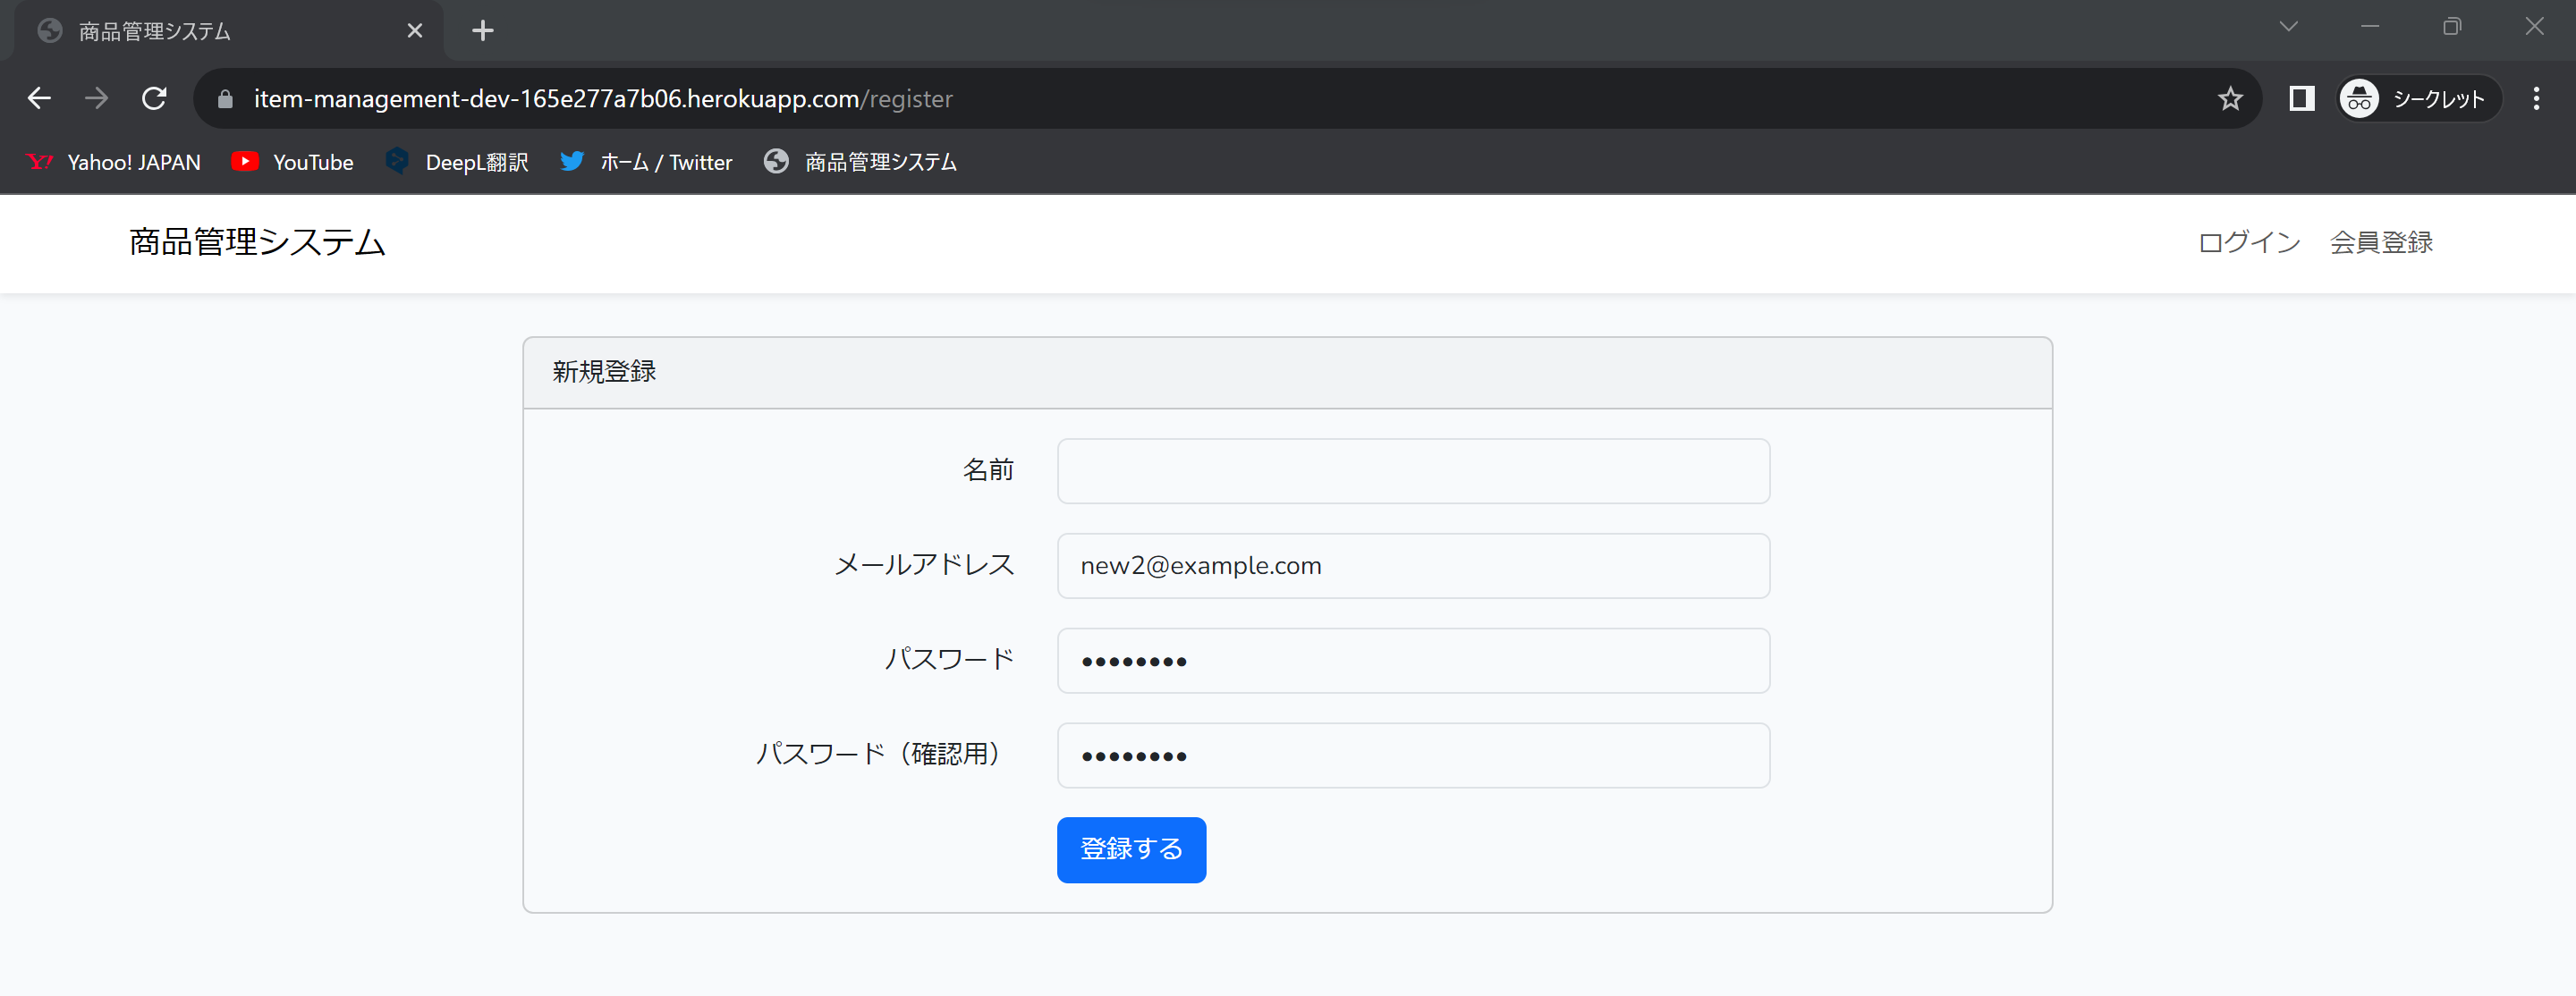 商品管理システム
item-management-dev-165e277a7b06.herokuapp.com/register
シークレット
Yahoo! JAPAN YouTube DeepL翻訳 ホーム / Twitter 商品管理システム
商品管理システム ログイン 会員登録
新規登録
名前
メールアドレス new2@example.com
パスワード ••••••••
パスワード（確認用） ••••••••
登録する